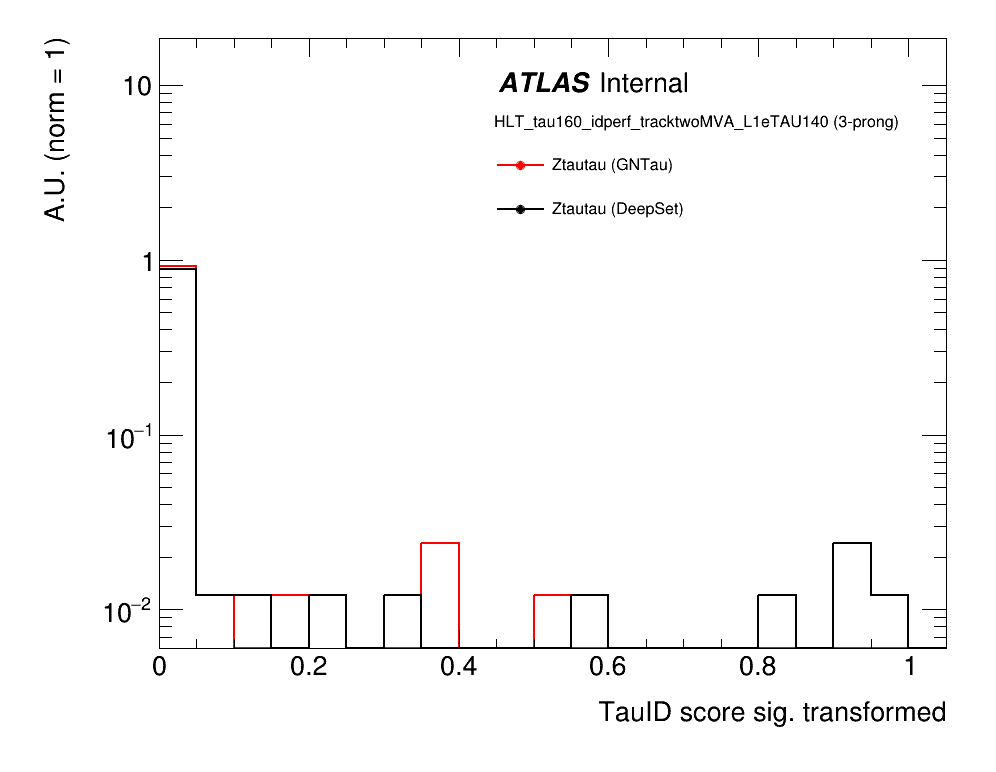 A.U. (norm = 1)
10
1
10⁻¹
10⁻²
ATLAS Internal
HLT_tau160_idperf_tracktwoMVA_L1eTAU140 (3-prong)
Ztautau (GNTau)
Ztautau (DeepSet)
0 0.2 0.4 0.6 0.8 1
TauID score sig. transformed